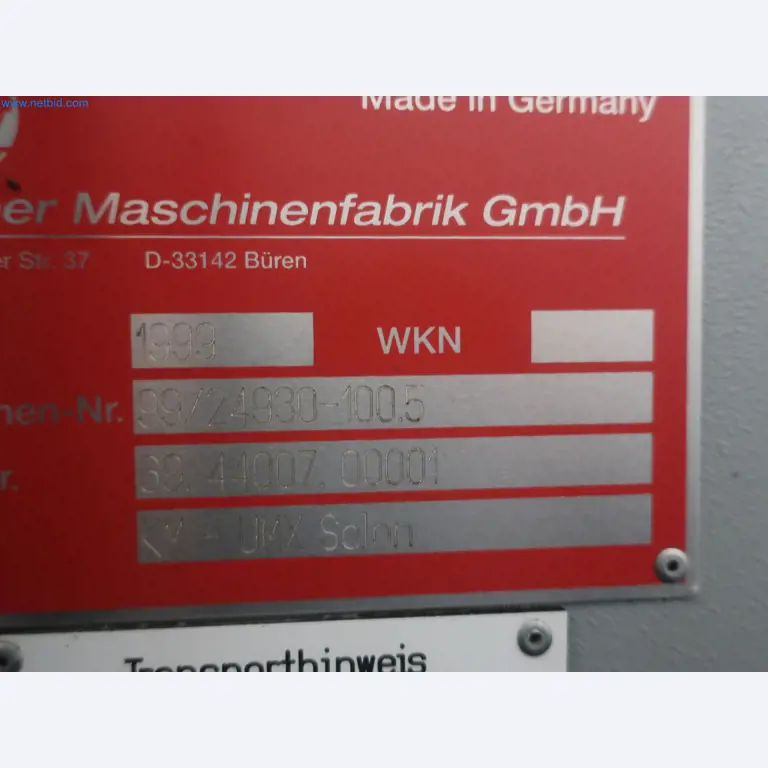 www.netbid.com
Made in Germany
er Maschinenfabrik GmbH
er Str. 37 D-33142 Büren
1999 WKN
nen-Nr. 99/24930-100.5
r. 69.44007.00001
- UMX Salon
Transporthinweis